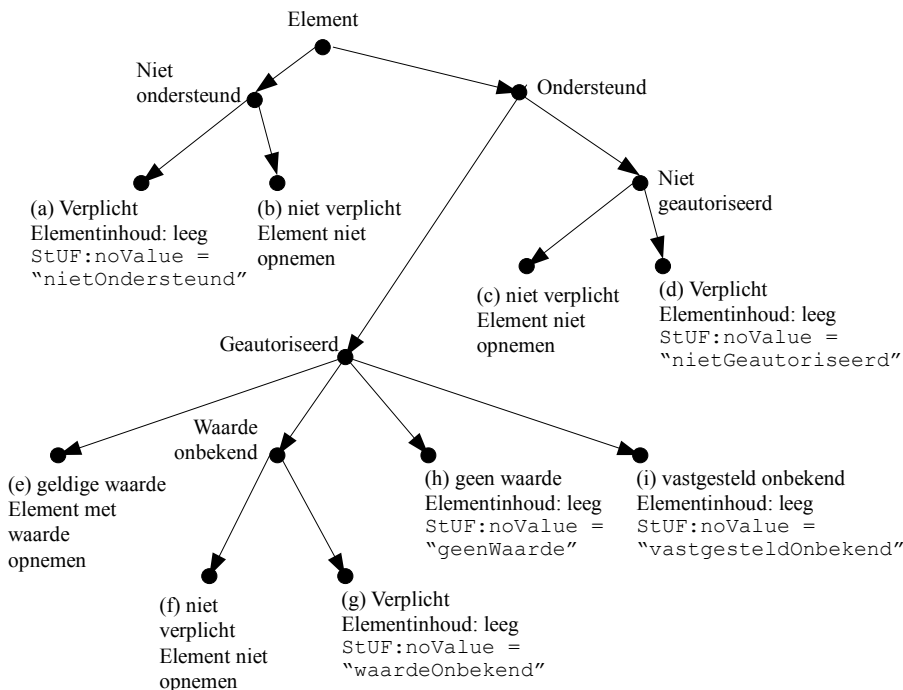 Element
Niet
ondersteund
Ondersteund
(a) Verplicht
Elementinhoud: leeg
StUF:noValue =
“nietOndersteund”
(b) niet verplicht
Element niet
opnemen
Niet
geautoriseerd
(c) niet verplicht
Element niet
opnemen
(d) Verplicht
Elementinhoud: leeg
StUF:noValue =
“nietGeautoriseerd”
Geautoriseerd
Waarde
onbekend
(e) geldige waarde
Element met
waarde
opnemen
(h) geen waarde
Elementinhoud: leeg
StUF:noValue =
“geenWaarde”
(i) vastgesteld onbekend
Elementinhoud: leeg
StUF:noValue =
“vastgesteldOnbekend”
(f) niet
verplicht
Element niet
opnemen
(g) Verplicht
Elementinhoud: leeg
StUF:noValue =
“waardeOnbekend”